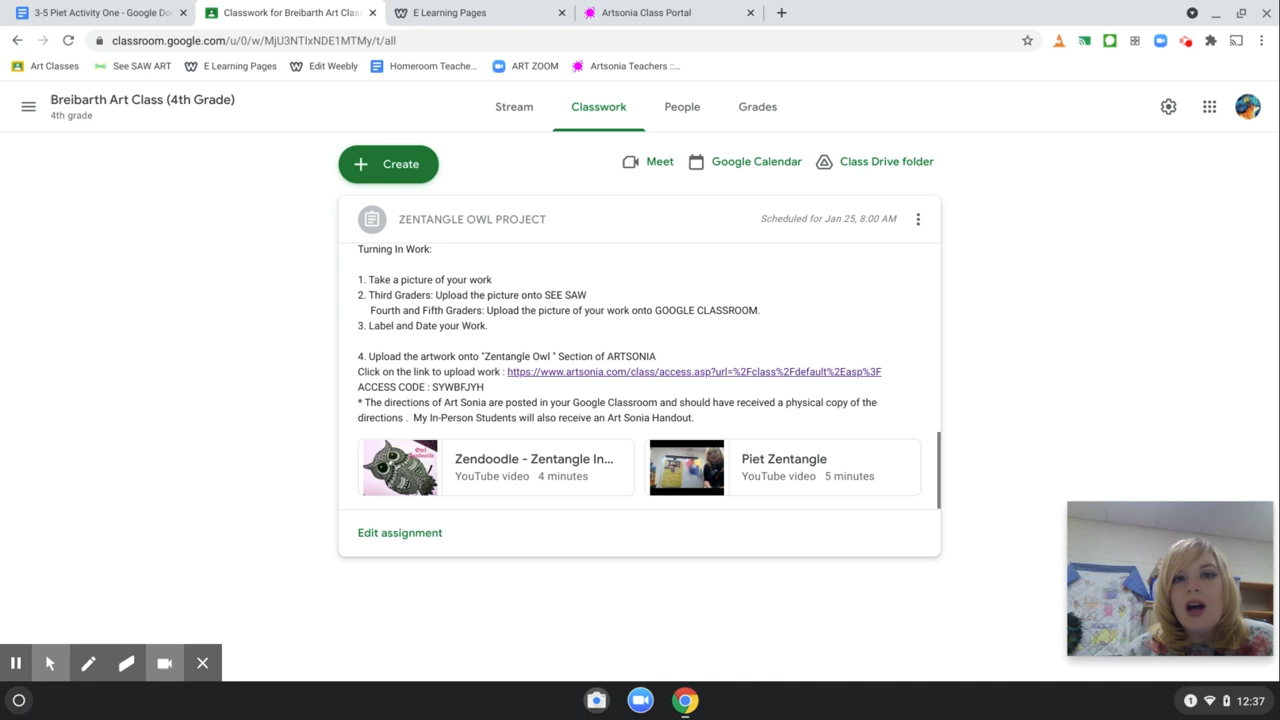 3-5 Piet Activity One - Google Do
Classwork for Breibarth Art Clas
E Learning Pages
Artsonia Class Portal
classroom.google.com/u/0/w/MjU3NTIxNDE1MTMy/t/all
Art Classes
See SAW ART
E Learning Pages
Edit Weebly
Homeroom Teache...
ART ZOOM
Artsonia Teachers ::...
Breibarth Art Class (4th Grade)
4th grade
Stream
Classwork
People
Grades
Create
Meet
Google Calendar
Class Drive folder
ZENTANGLE OWL PROJECT
Scheduled for Jan 25, 8:00 AM
Turning In Work:
1. Take a picture of your work
2. Third Graders: Upload the picture onto SEE SAW
Fourth and Fifth Graders: Upload the picture of your work onto GOOGLE CLASSROOM.
3. Label and Date your Work.
4. Upload the artwork onto "Zentangle Owl " Section of ARTSONIA
Click on the link to upload work : https://www.artsonia.com/class/access.asp?url=%2Fclass%2Fdefault%2Easp%3F
ACCESS CODE : SYWBFJYH
* The directions of Art Sonia are posted in your Google Classroom and should have received a physical copy of the
directions . My In-Person Students will also receive an Art Sonia Handout.
Zendoodle - Zentangle In...
YouTube video 4 minutes
Piet Zentangle
YouTube video 5 minutes
Edit assignment
1
12:37